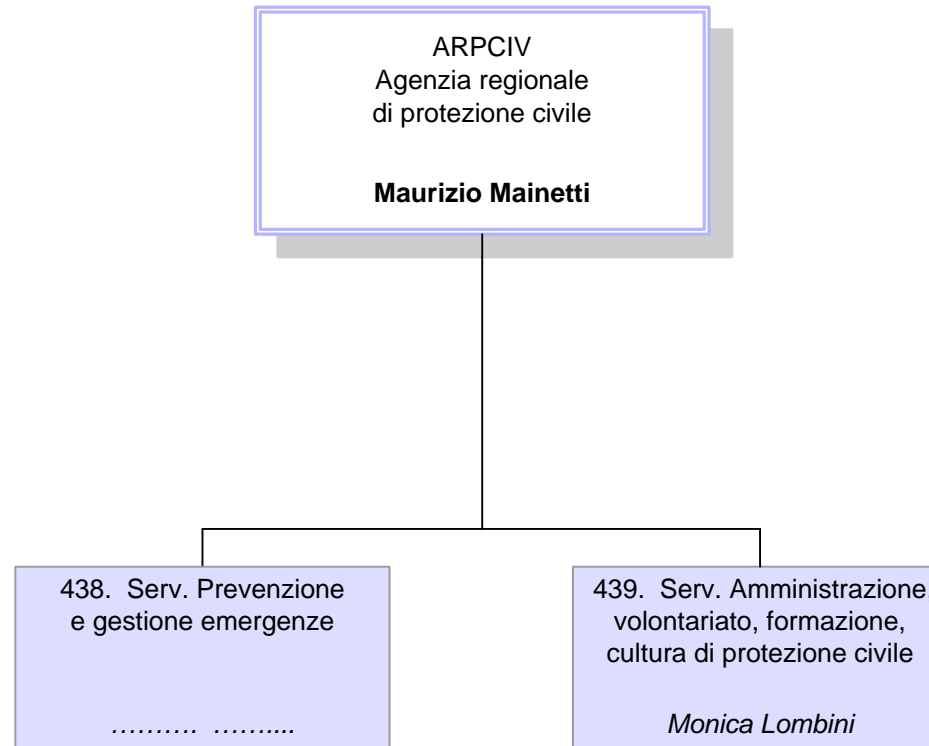 ARPCIV
Agenzia regionale
di protezione civile
Maurizio Mainetti
438. Serv. Prevenzione
e gestione emergenze
………. ……....
439. Serv. Amministrazione,
volontariato, formazione,
cultura di protezione civile
Monica Lombini